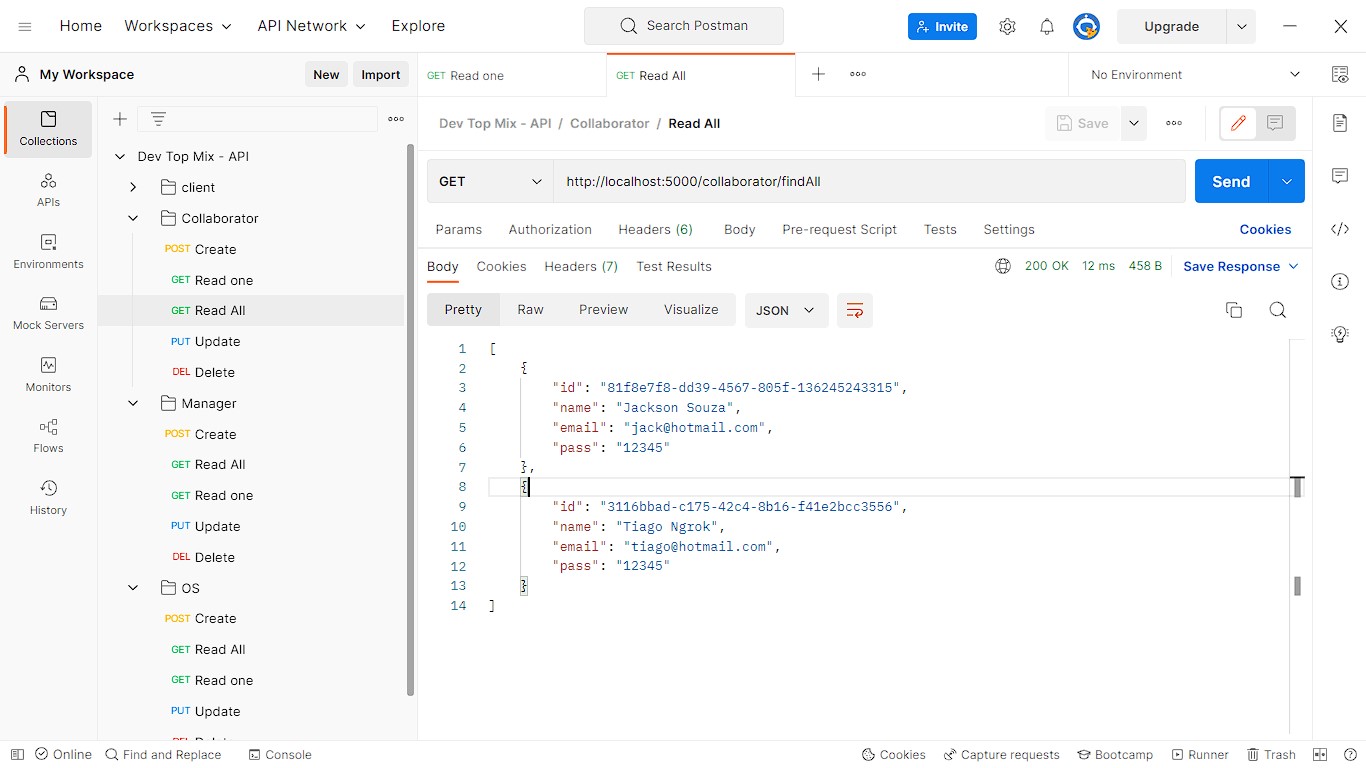 Home Workspaces API Network Explore Search Postman Invite Upgrade
My Workspace New Import GET Read one GET Read All No Environment
Collections
APIs
Environments
Mock Servers
Monitors
Flows
History
Dev Top Mix - API
client
Collaborator
POST Create
GET Read one
GET Read All
PUT Update
DEL Delete
Manager
POST Create
GET Read All
GET Read one
PUT Update
DEL Delete
OS
POST Create
GET Read All
GET Read one
PUT Update
DEL Delete
Dev Top Mix - API / Collaborator / Read All Save
GET http://localhost:5000/collaborator/findAll Send
Params Authorization Headers (6) Body Pre-request Script Tests Settings Cookies
Body Cookies Headers (7) Test Results 200 OK 12 ms 458 B Save Response
Pretty Raw Preview Visualize JSON
1 [
2 {
3 "id": "81f8e7f8-dd39-4567-805f-136245243315",
4 "name": "Jackson Souza",
5 "email": "jack@hotmail.com",
6 "pass": "12345"
7 },
8 {
9 "id": "3116bbad-c175-42c4-8b16-f41e2bcc3556",
10 "name": "Tiago Ngrok",
11 "email": "tiago@hotmail.com",
12 "pass": "12345"
13 }
14 ]
Online Find and Replace Console Cookies Capture requests Bootcamp Runner Trash